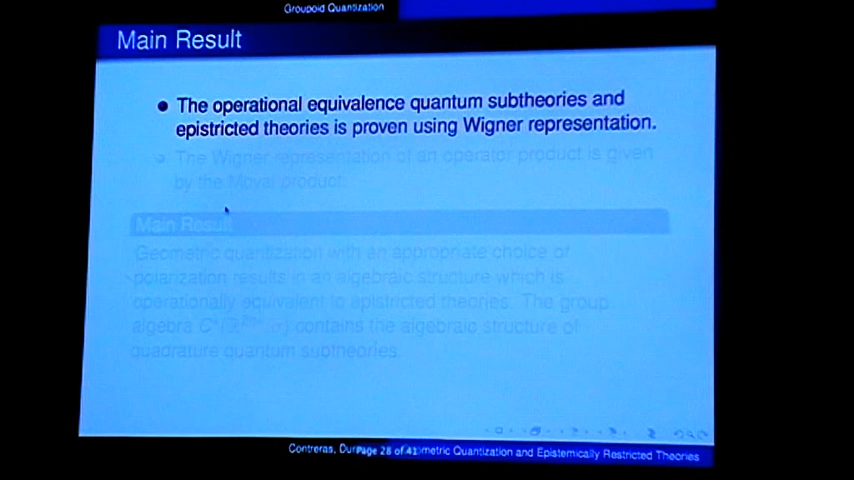 Groupoid Quantization
Main Result
The operational equivalence quantum subtheories and
epistricted theories is proven using Wigner representation.
The Wigner representation of an operator product is given
by the Moyal product.
Main Result
Geometric quantization with an appropriate choice of
polarization results in an algebraic structure which is
operationally equivalent to epistricted theories. The group
algebra contains the algebraic structure of
quadrature quantum subtheories.
Page 28 of 41
Contreras, metric Quantization and Epistemically Restricted Theories